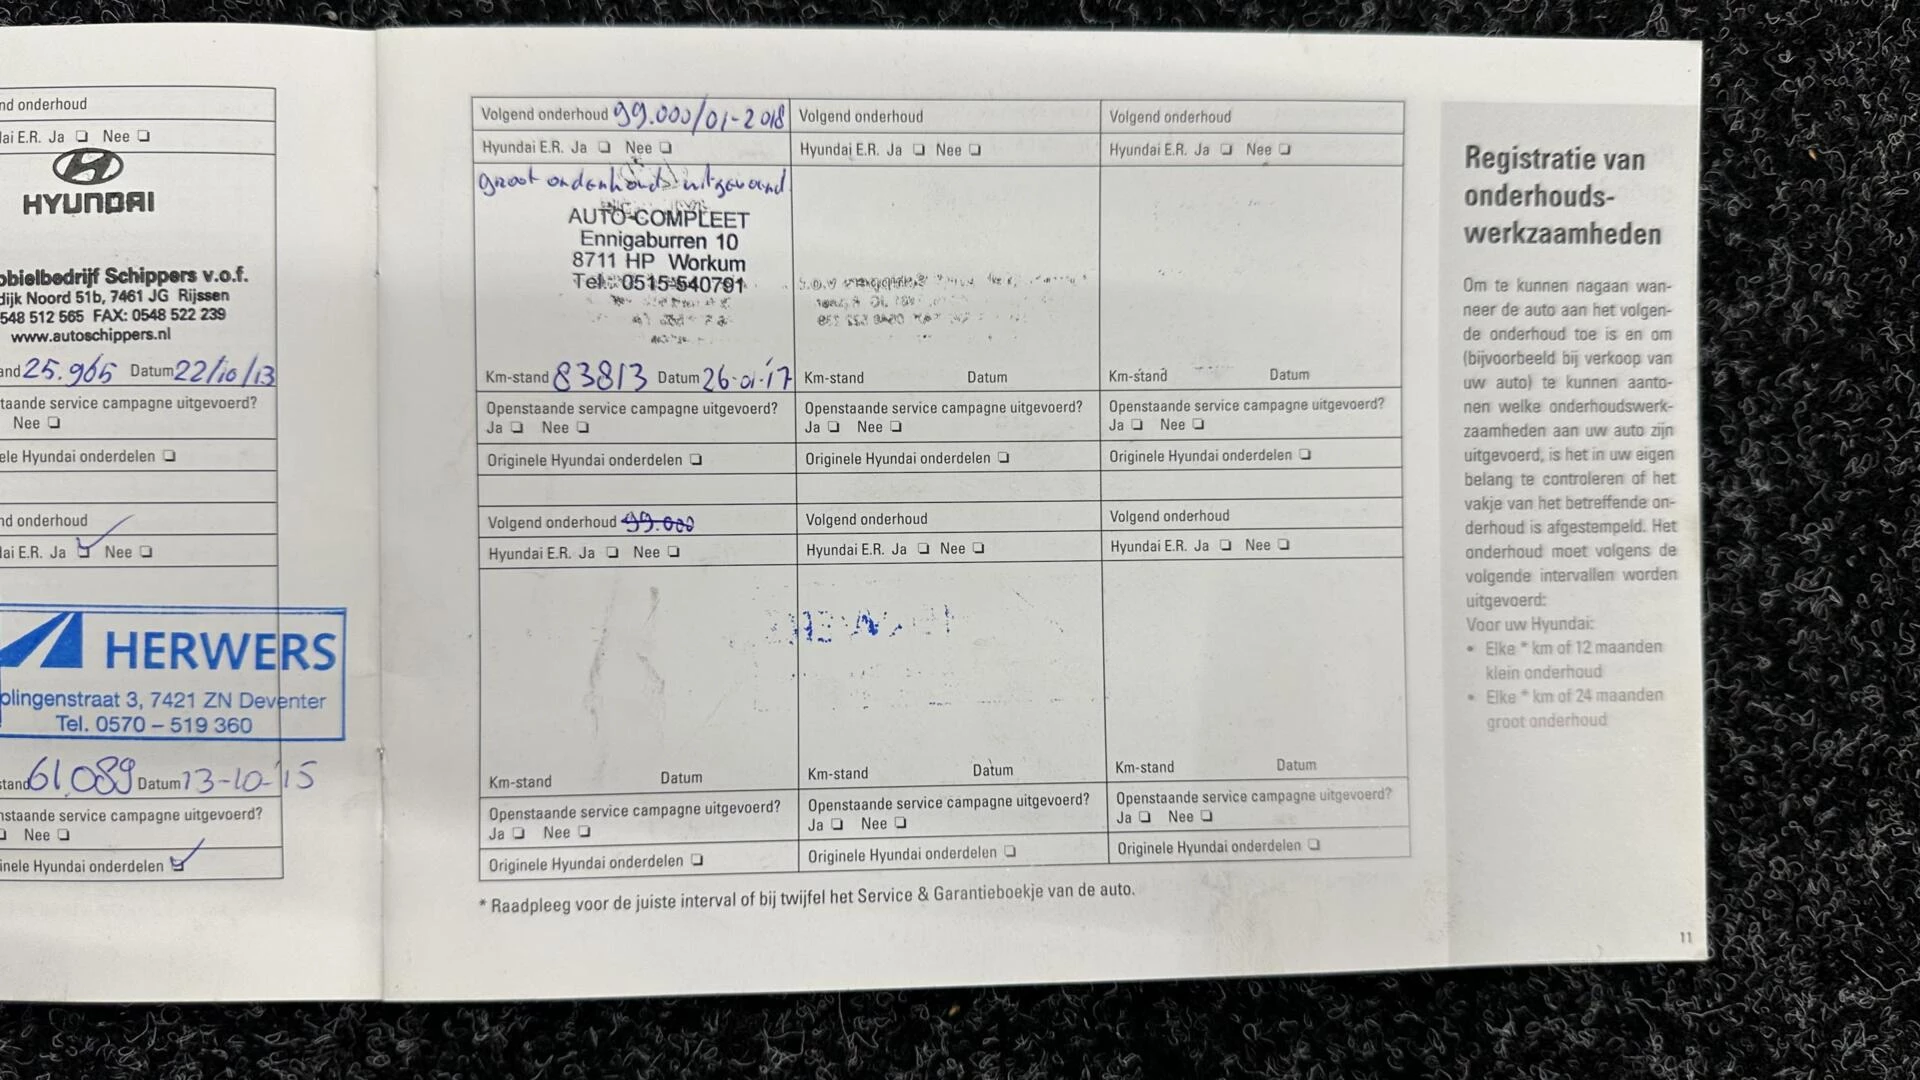 nd onderhoud
ai E.R. Ja Nee
HYUNDAI
obielbedrijf Schippers v.o.f.
dijk Noord 51b, 7461 JG Rijssen
548 512 565 FAX: 0548 522 239
www.autoschippers.nl
and 25.965 Datum 22/10/13
taande service campagne uitgevoerd?
Nee
ele Hyundai onderdelen
nd onderhoud
ai E.R. Ja Nee
HERWERS
olingenstraat 3, 7421 ZN Deventer
Tel. 0570 – 519 360
stand 61.089 Datum 13-10-'15
nstaande service campagne uitgevoerd?
Nee
inele Hyundai onderdelen
Volgend onderhoud 99.000/01-2018
Hyundai E.R. Ja Nee
groot onderhoud uitgevoerd
AUTO-COMPLEET
Ennigaburren 10
8711 HP Workum
Tel.: 0515-540791
Km-stand 83813 Datum 26-01-'17
Openstaande service campagne uitgevoerd?
Ja Nee
Originele Hyundai onderdelen
Volgend onderhoud 99.000
Hyundai E.R. Ja Nee
Km-stand Datum
Openstaande service campagne uitgevoerd?
Ja Nee
Originele Hyundai onderdelen
Volgend onderhoud
Hyundai E.R. Ja Nee
Km-stand Datum
Openstaande service campagne uitgevoerd?
Ja Nee
Originele Hyundai onderdelen
Volgend onderhoud
Hyundai E.R. Ja Nee
Km-stand Datum
Openstaande service campagne uitgevoerd?
Ja Nee
Originele Hyundai onderdelen
Volgend onderhoud
Hyundai E.R. Ja Nee
Km-stand Datum
Openstaande service campagne uitgevoerd?
Ja Nee
Originele Hyundai onderdelen
Volgend onderhoud
Hyundai E.R. Ja Nee
Km-stand Datum
Openstaande service campagne uitgevoerd?
Ja Nee
Originele Hyundai onderdelen
* Raadpleeg voor de juiste interval of bij twijfel het Service & Garantieboekje van de auto.
Registratie van
onderhouds-
werkzaamheden
Om te kunnen nagaan wan-
neer de auto aan het volgen-
de onderhoud toe is en om
(bijvoorbeeld bij verkoop van
uw auto) te kunnen aanto-
nen welke onderhoudswerk-
zaamheden aan uw auto zijn
uitgevoerd, is het in uw eigen
belang te controleren of het
vakje van het betreffende on-
derhoud is afgestempeld. Het
onderhoud moet volgens de
volgende intervallen worden
uitgevoerd:
Voor uw Hyundai:
• Elke * km of 12 maanden
klein onderhoud
• Elke * km of 24 maanden
groot onderhoud
11